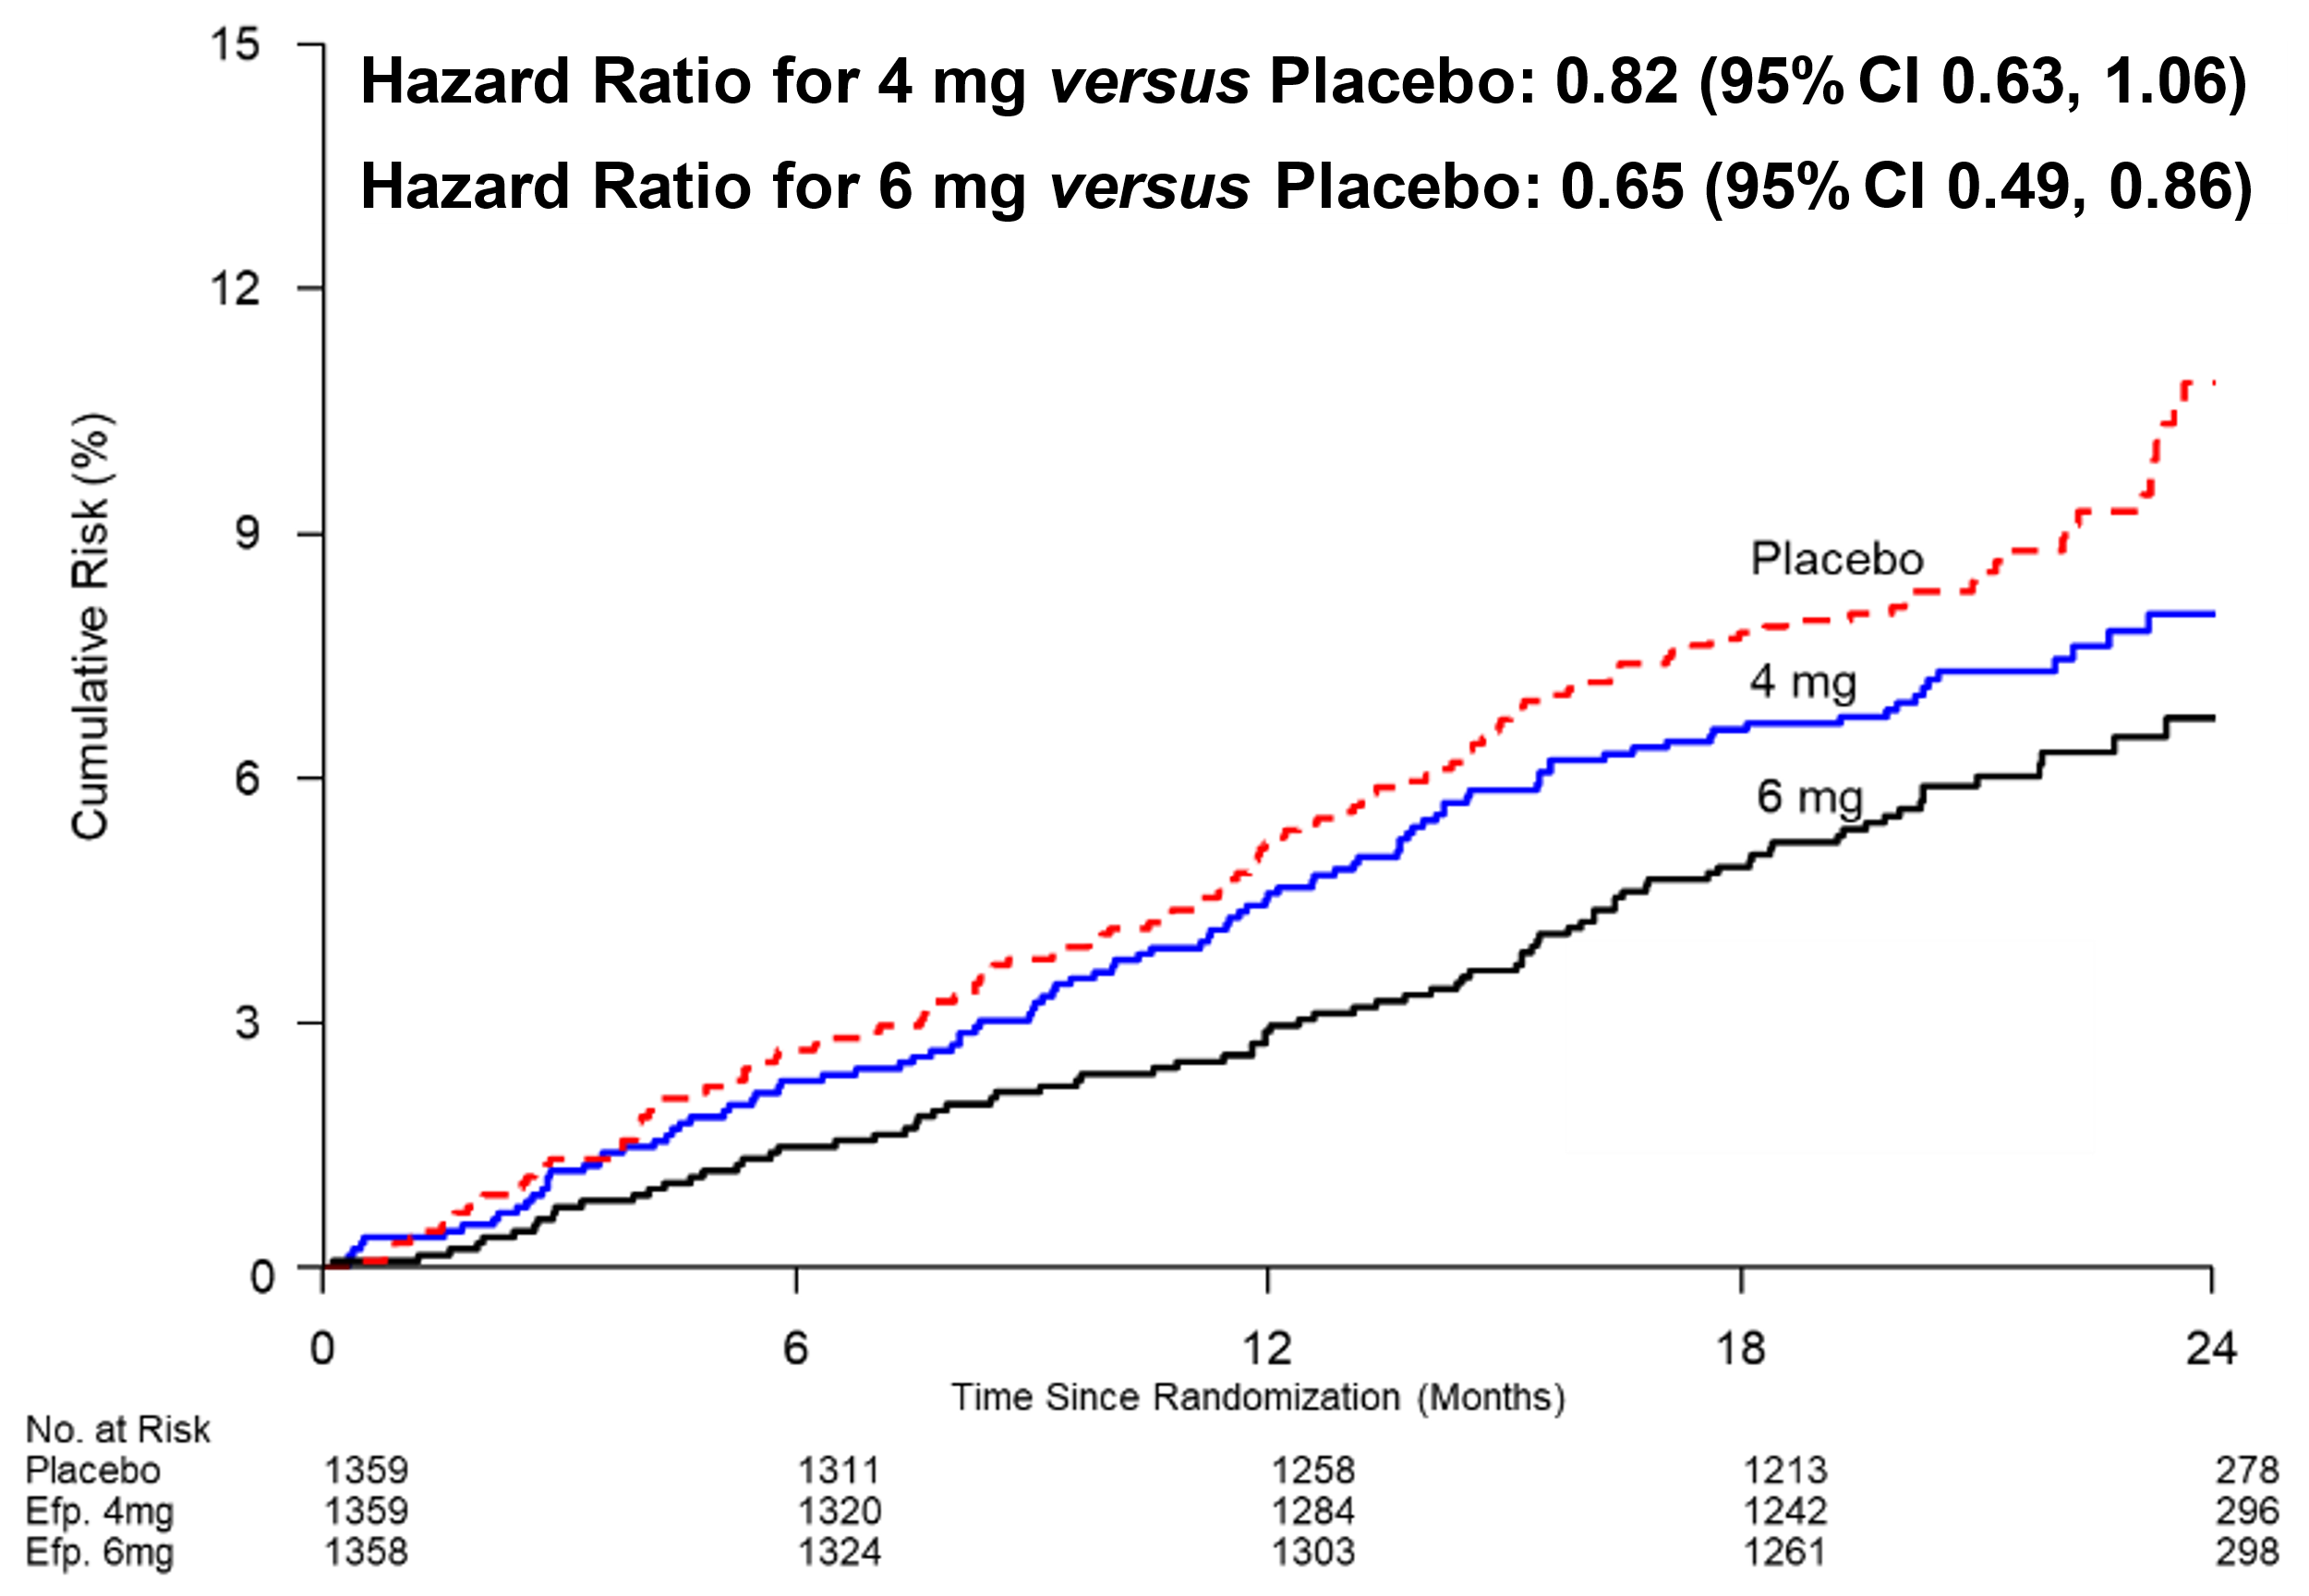 Hazard Ratio for 4 mg versus Placebo: 0.82 (95% CI 0.63, 1.06)
Hazard Ratio for 6 mg versus Placebo: 0.65 (95% CI 0.49, 0.86)
15
12
9
6
3
0
Cumulative Risk (%)
Placebo
4 mg
6 mg
0 6 12 18 24
Time Since Randomization (Months)
No. at Risk
Placebo 1359 1311 1258 1213 278
Efp. 4mg 1359 1320 1284 1242 296
Efp. 6mg 1358 1324 1303 1261 298